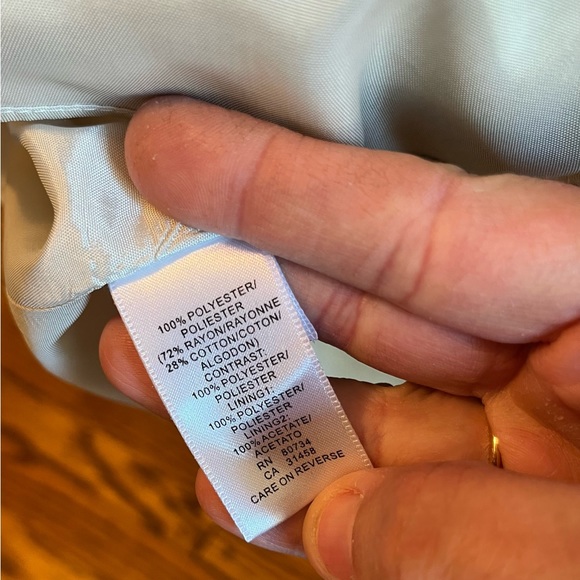 100% POLYESTER/
POLIESTER
(72% RAYON/RAYONNE
28% COTTON/COTON/
ALGODON)
CONTRAST:
100% POLYESTER/
POLIESTER
LINING1:
100% POLYESTER/
POLIESTER
LINING2:
100% ACETATE/
ACETATO
RN 80734
CA 31458
CARE ON REVERSE